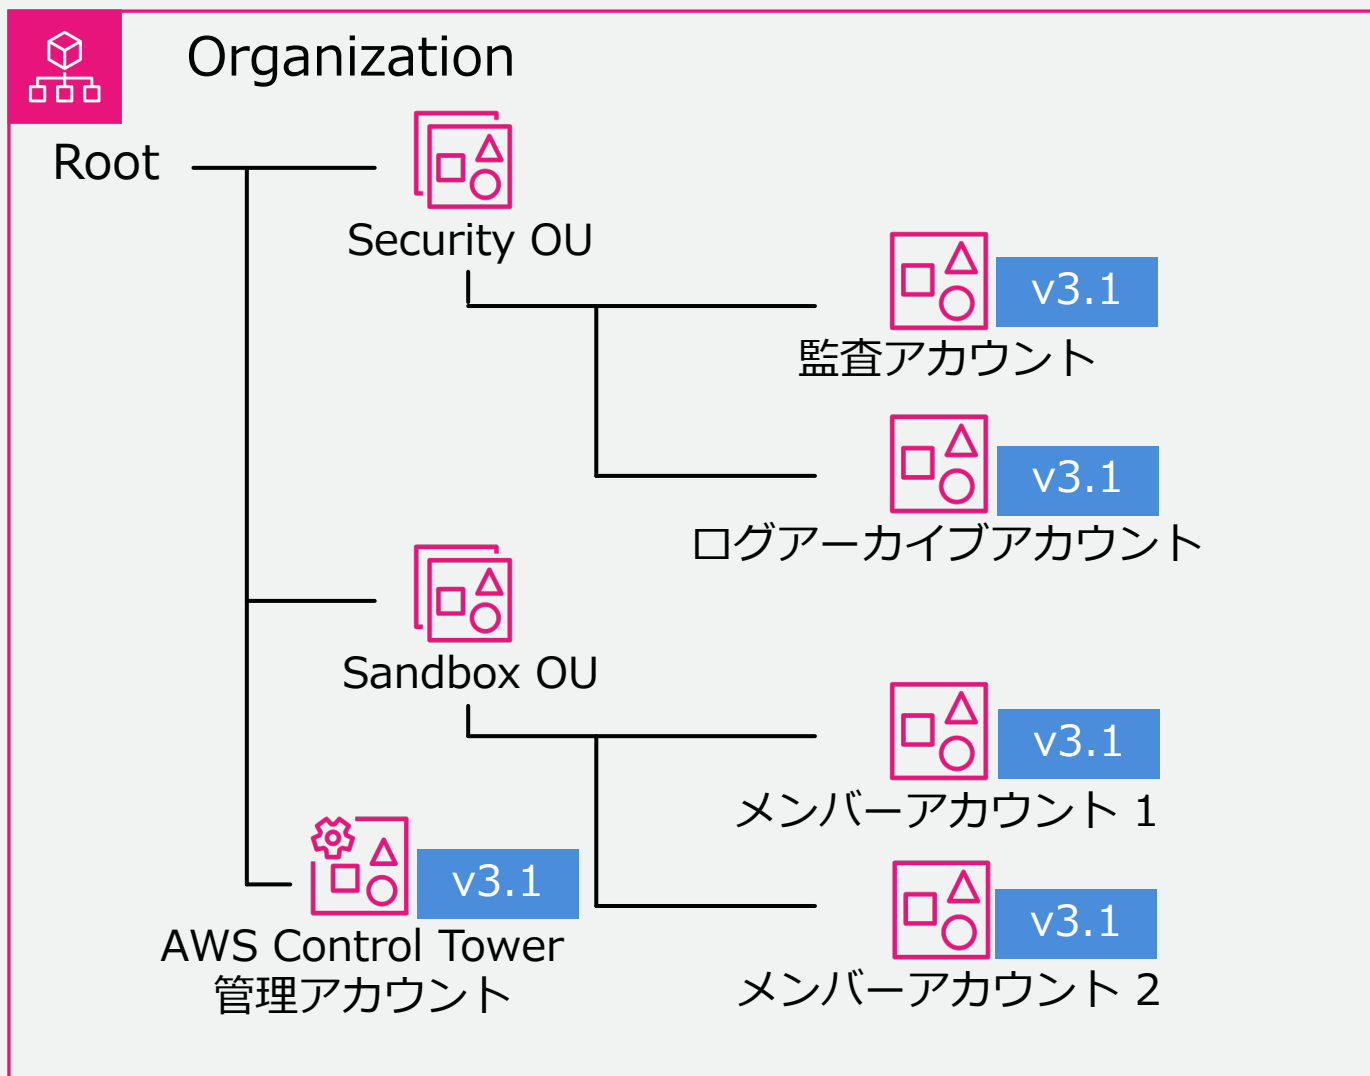 Organization
Root
Security OU
v3.1
監査アカウント
v3.1
ログアーカイブアカウント
Sandbox OU
v3.1
メンバーアカウント 1
v3.1
AWS Control Tower
管理アカウント
v3.1
メンバーアカウント 2